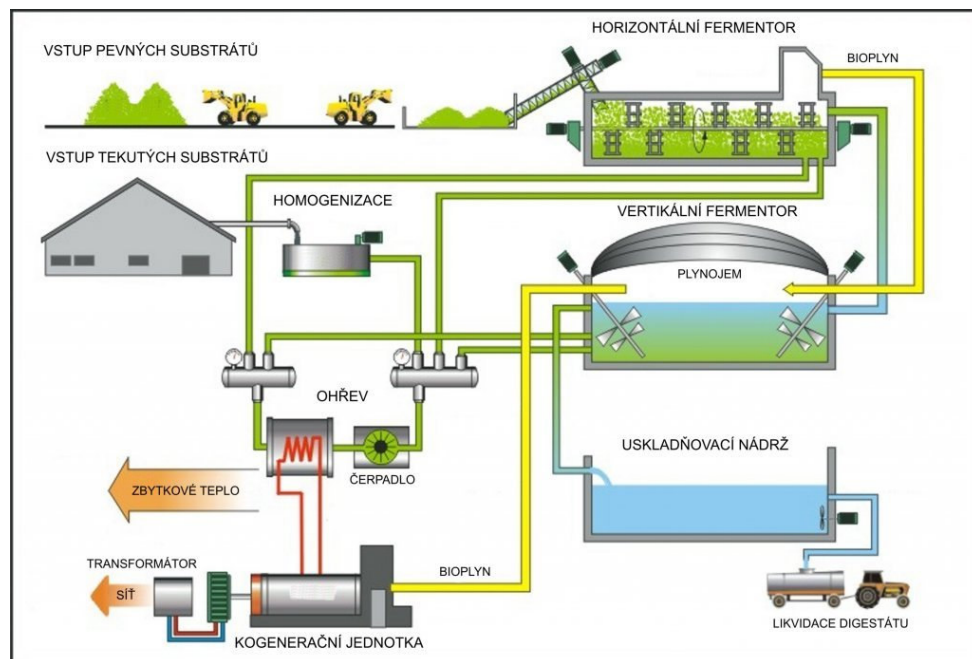 HORIZONTÁLNÍ FERMENTOR
VSTUP PEVNÝCH SUBSTRÁTŮ
BIOPLYN
VSTUP TEKUTÝCH SUBSTRÁTŮ
HOMOGENIZACE
VERTIKÁLNÍ FERMENTOR
PLYNOJEM
OHŘEV
USKLADŇOVACÍ NÁDRŽ
ČERPADLO
ZBYTKOVÉ TEPLO
TRANSFORMÁTOR
BIOPLYN
SÍŤ
LIKVIDACE DIGESTÁTU
KOGENERAČNÍ JEDNOTKA